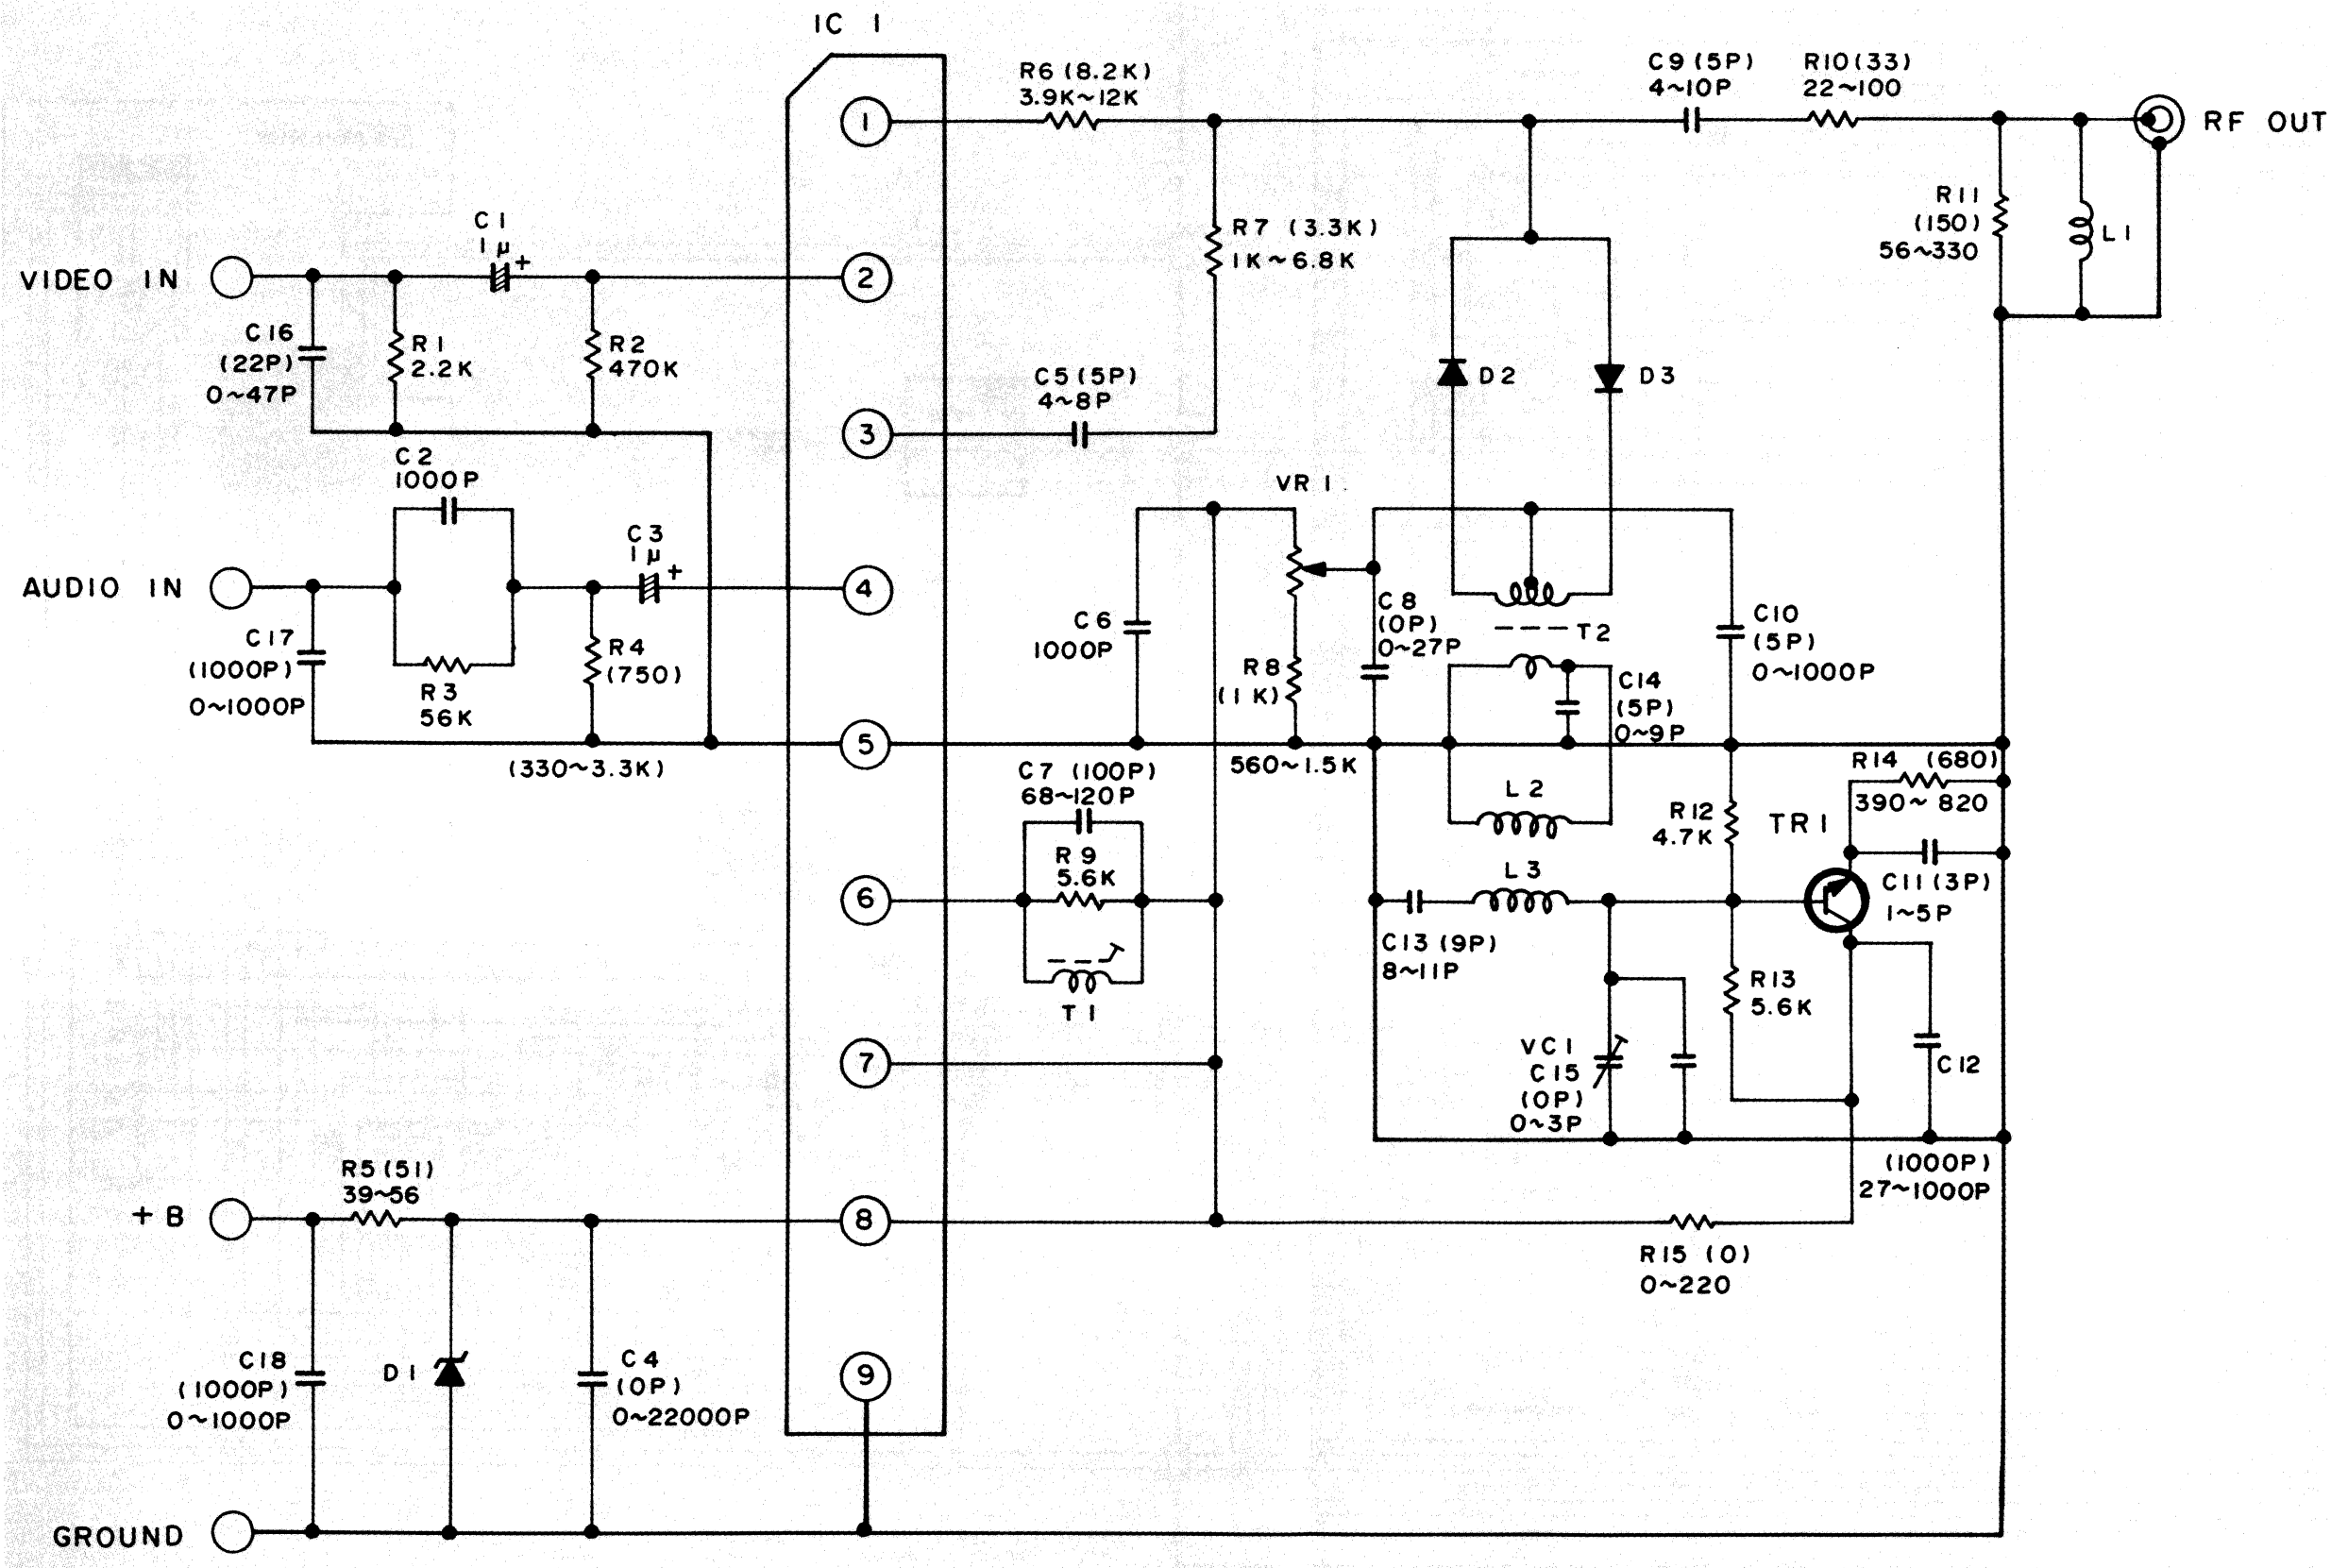 IC 1
R6 (8.2K)
3.9K~12K
C9 (5P)
4~10P
R10 (33)
22~100
1
RF OUT
R11
(150)
56~330
L1
C1
1μ
+
R7 (3.3K)
1K~6.8K
VIDEO IN
2
C16
(22P)
0~47P
R1
2.2K
R2
470K
C5 (5P)
4~8P
D2
D3
3
C2
1000P
VR1
C3
1μ
+
AUDIO IN
4
C17
(1000P)
0~1000P
R3
56K
R4
(750)
(330~3.3K)
C6
1000P
R8
(1K)
560~1.5K
C8
(0P)
0~27P
T2
C10
(5P)
0~1000P
C14
(5P)
0~9P
5
C7 (100P)
68~120P
R9
5.6K
T1
L2
R12
4.7K
TR1
R14 (680)
390~820
6
L3
C11 (3P)
1~5P
C13 (9P)
8~11P
R13
5.6K
VC1
C15
(0P)
0~3P
C12
(1000P)
27~1000P
7
R5 (51)
39~56
+B
8
R15 (0)
0~220
C18
(1000P)
0~1000P
D1
C4
(0P)
0~22000P
9
GROUND